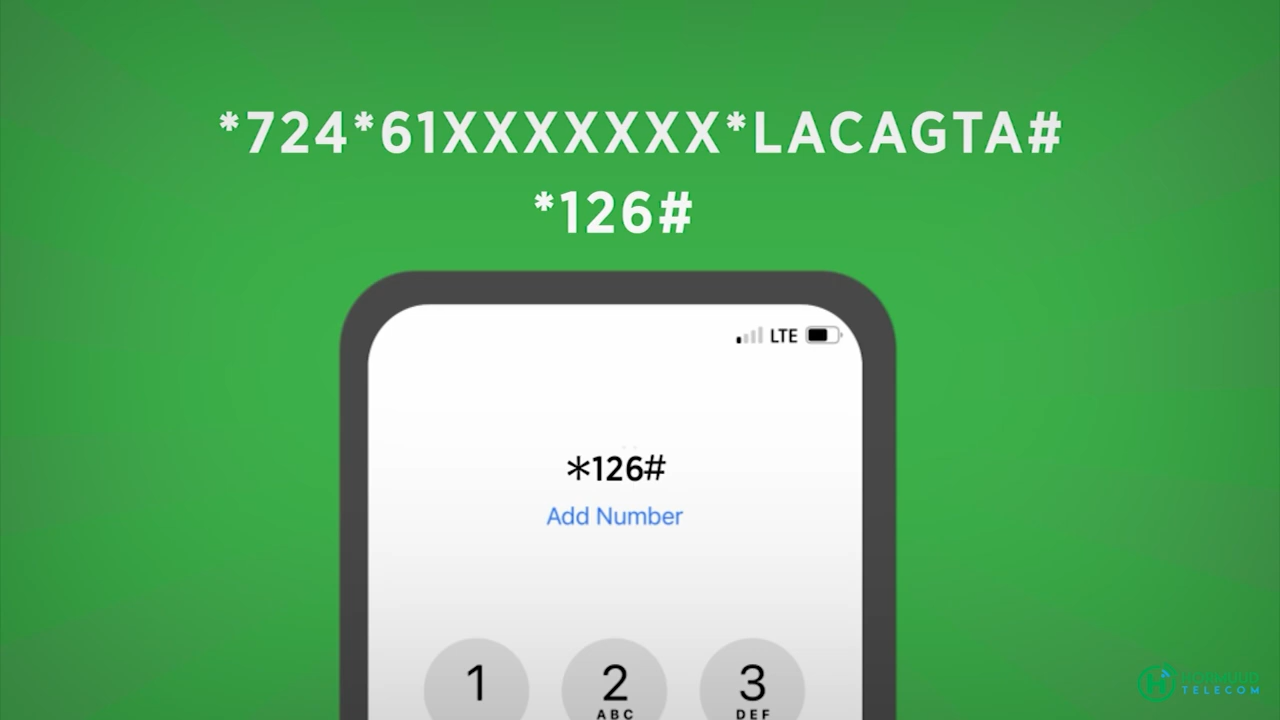 *724*61XXXXXXX*LACAGTA#
*126#
LTE
*126#
Add Number
1 2 3
ABC DEF
HORMUUD
TELECOM